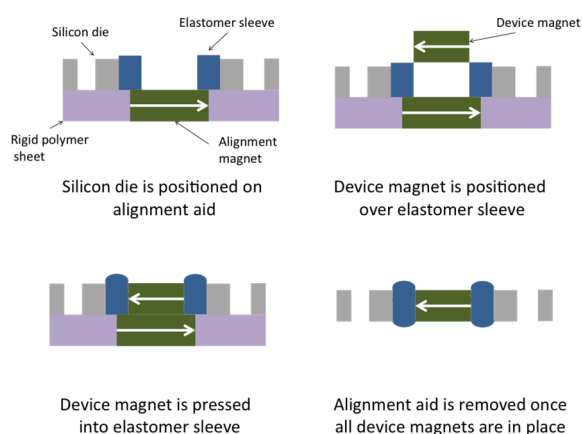 Silicon die
Elastomer sleeve
Device magnet
Rigid polymer
sheet
Alignment
magnet
Silicon die is positioned on
alignment aid
Device magnet is positioned
over elastomer sleeve
Device magnet is pressed
into elastomer sleeve
Alignment aid is removed once
all device magnets are in place